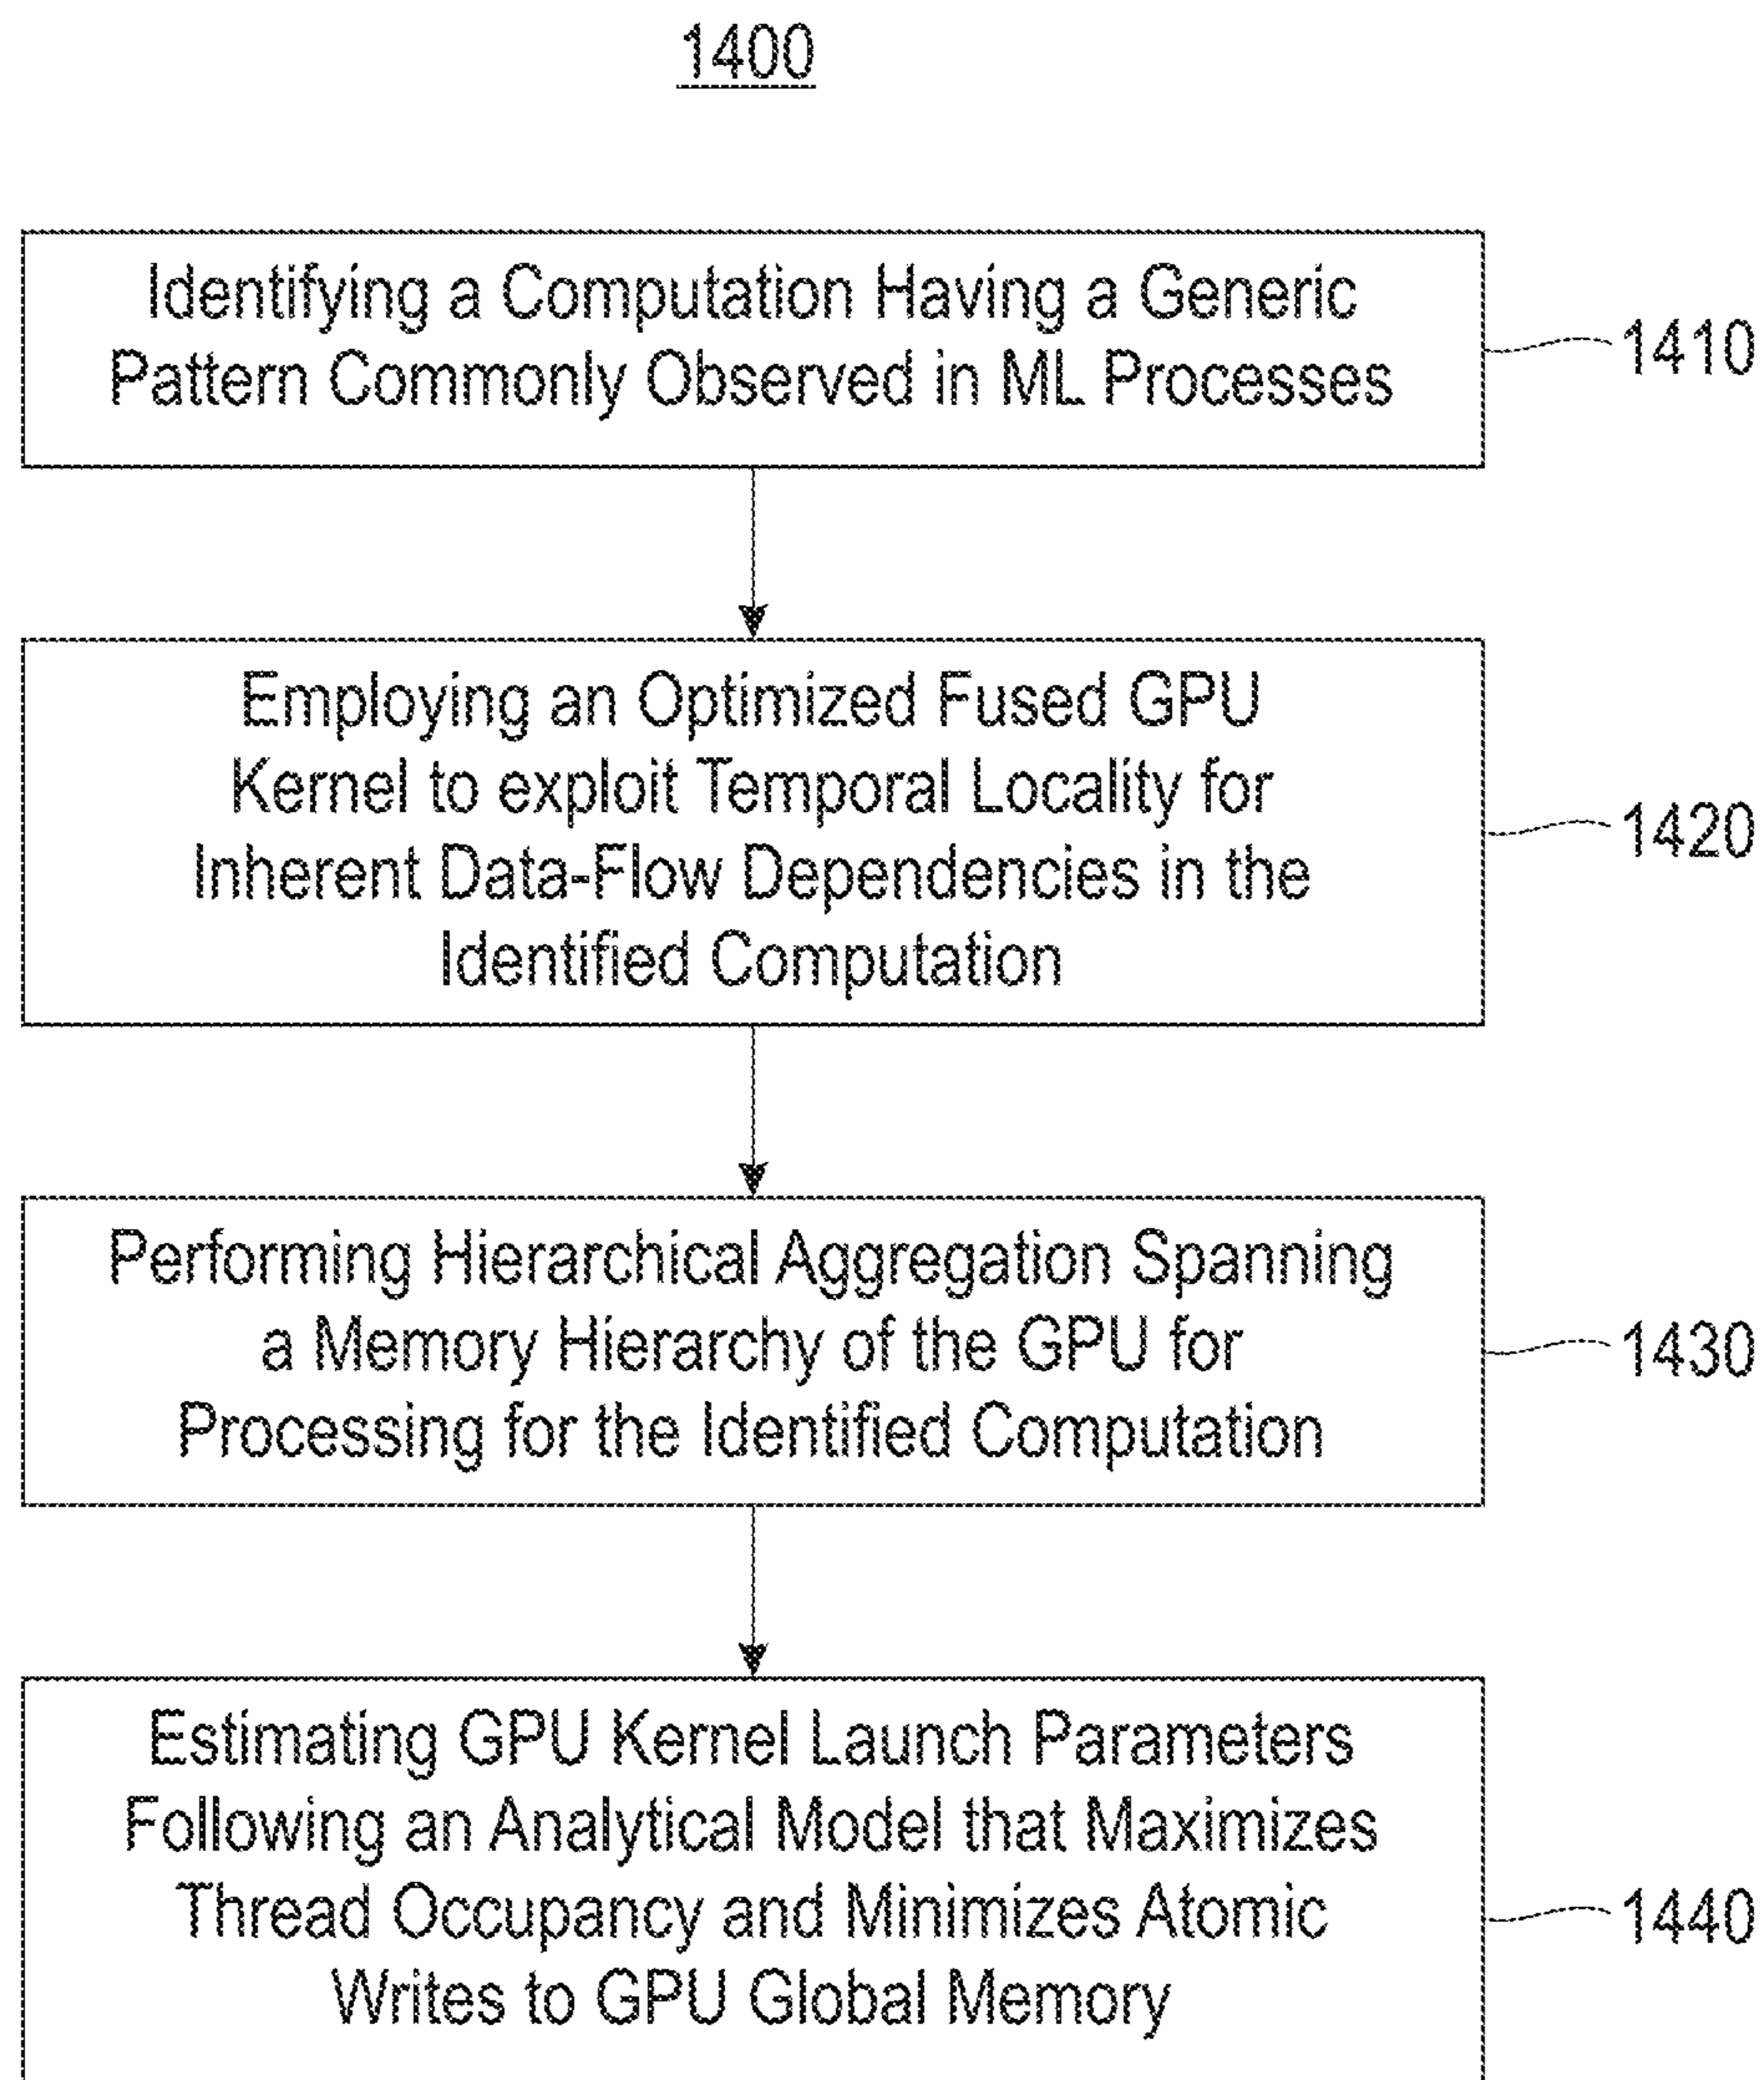 1400
Identifying a Computation Having a Generic
Pattern Commonly Observed in ML Processes
1410
Employing an Optimized Fused GPU
Kernel to exploit Temporal Locality for
Inherent Data-Flow Dependencies in the
Identified Computation
1420
Performing Hierarchical Aggregation Spanning
a Memory Hierarchy of the GPU for
Processing for the Identified Computation
1430
Estimating GPU Kernel Launch Parameters
Following an Analytical Model that Maximizes
Thread Occupancy and Minimizes Atomic
Writes to GPU Global Memory
1440